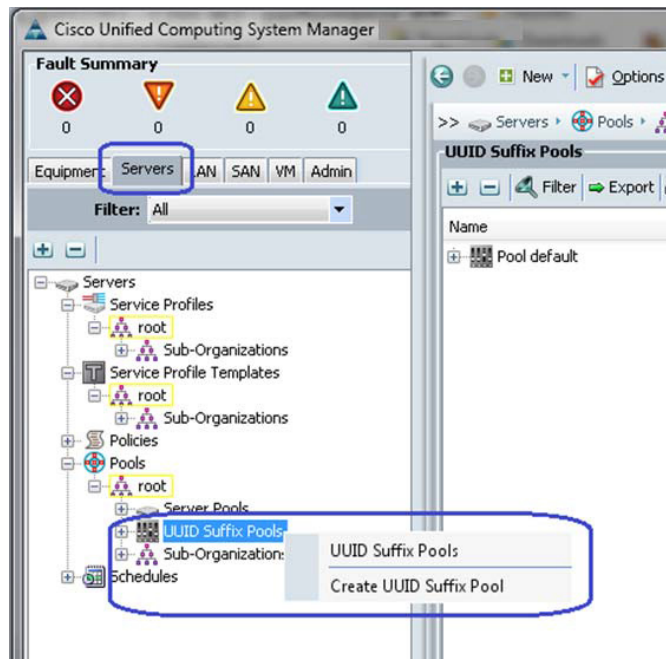 Cisco Unified Computing System Manager
Fault Summary
0 0 0 0
Equipment Servers LAN SAN VM Admin
Filter: All
Servers
Service Profiles
root
Sub-Organizations
Service Profile Templates
root
Sub-Organizations
Policies
Pools
root
Server Pools
UUID Suffix Pools
Sub-Organizations
Schedules
UUID Suffix Pools
Create UUID Suffix Pool
New Options
>> Servers Pools
UUID Suffix Pools
Filter Export
Name
Pool default